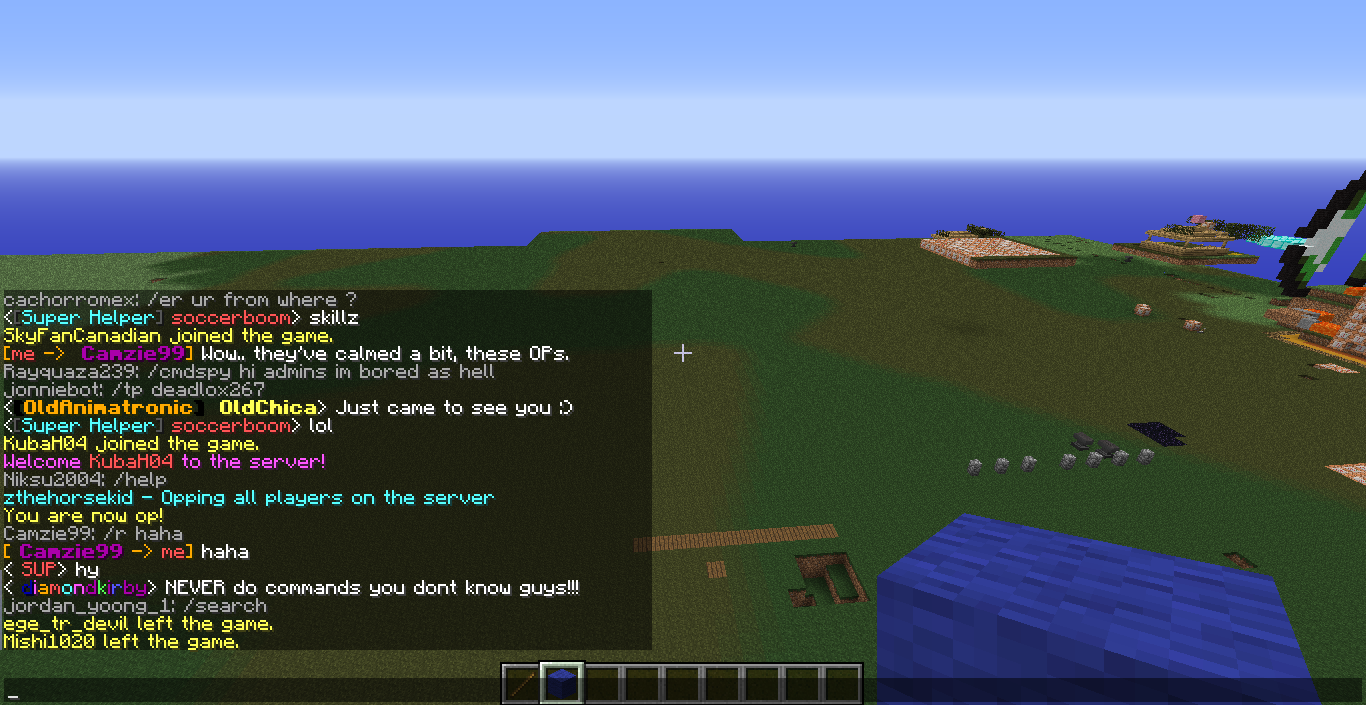 cachorromex: /er ur from where ?
<[Super Helper] soccerboom> skillz
SkyFanCanadian joined the game.
[me -> Camzie99] Wow.. they've calmed a bit, these OPs.
Rayquaza239: /cmdspy hi admins im bored as hell
jonniebot: /tp deadlox267
<[OldAnimatronic] OldChica> Just came to see you :)
<[Super Helper] soccerboom> lol
KubaH04 joined the game.
Welcome KubaH04 to the server!
Niksu2004: /help
zthehorsekid - Opping all players on the server
You are now op!
Camzie99: /r haha
[ Camzie99 -> me] haha
< SUP> hy
< diamondkirby> NEVER do commands you dont know guys!!!
jordan_yoong_1: /search
ege_tr_devil left the game.
Mishi1020 left the game.
_